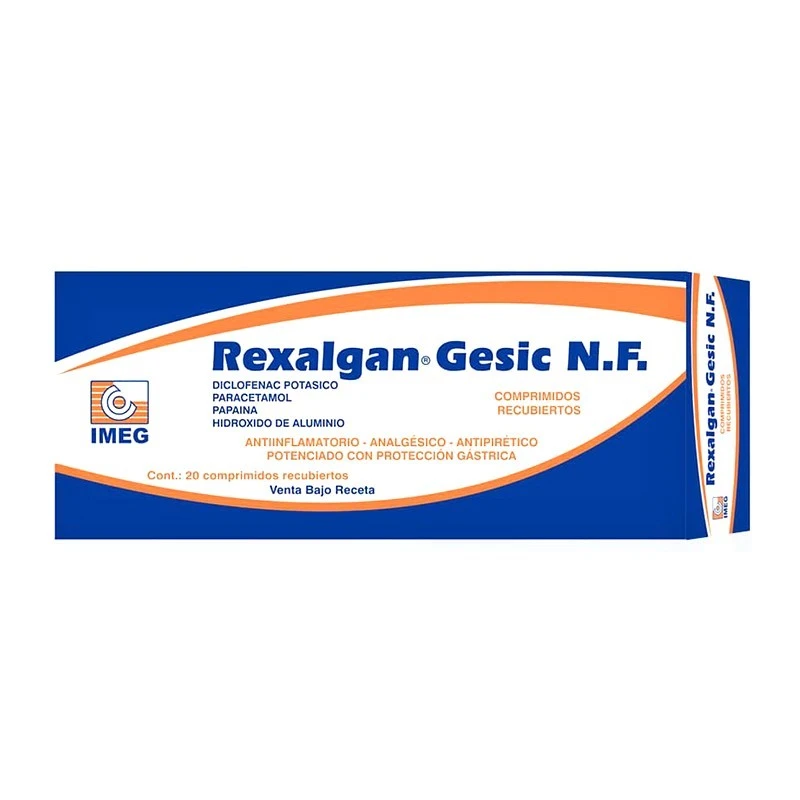 Rexalgan® Gesic N.F.
DICLOFENAC POTASICO
PARACETAMOL
PAPAINA
HIDROXIDO DE ALUMINIO
COMPRIMIDOS
RECUBIERTOS
ANTIINFLAMATORIO - ANALGÉSICO - ANTIPIRÉTICO
POTENCIADO CON PROTECCIÓN GÁSTRICA
Cont.: 20 comprimidos recubiertos
Venta Bajo Receta
IMEG
Rexalgan® Gesic N.F.
COMPRIMIDOS
RECUBIERTOS
IMEG